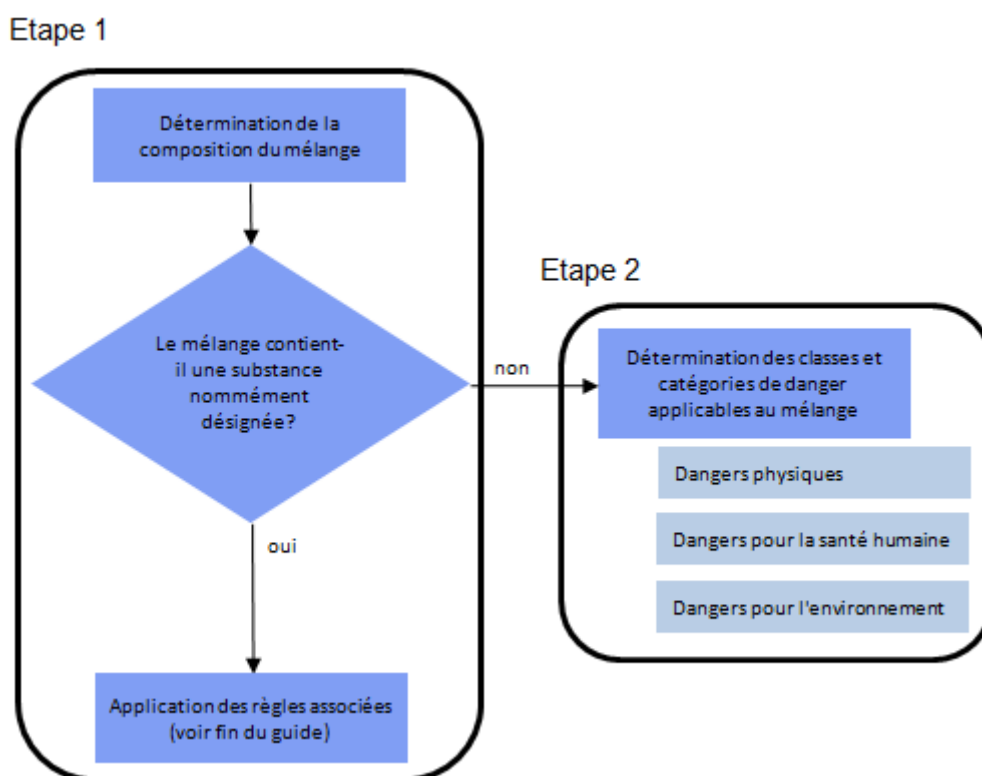 Etape 1
Détermination de la
composition du mélange
Le mélange contient-
il une substance
nommément
désignée?
oui
Application des règles associées
(voir fin du guide)
non
Etape 2
Détermination des classes et
catégories de danger
applicables au mélange
Dangers physiques
Dangers pour la santé humaine
Dangers pour l'environnement